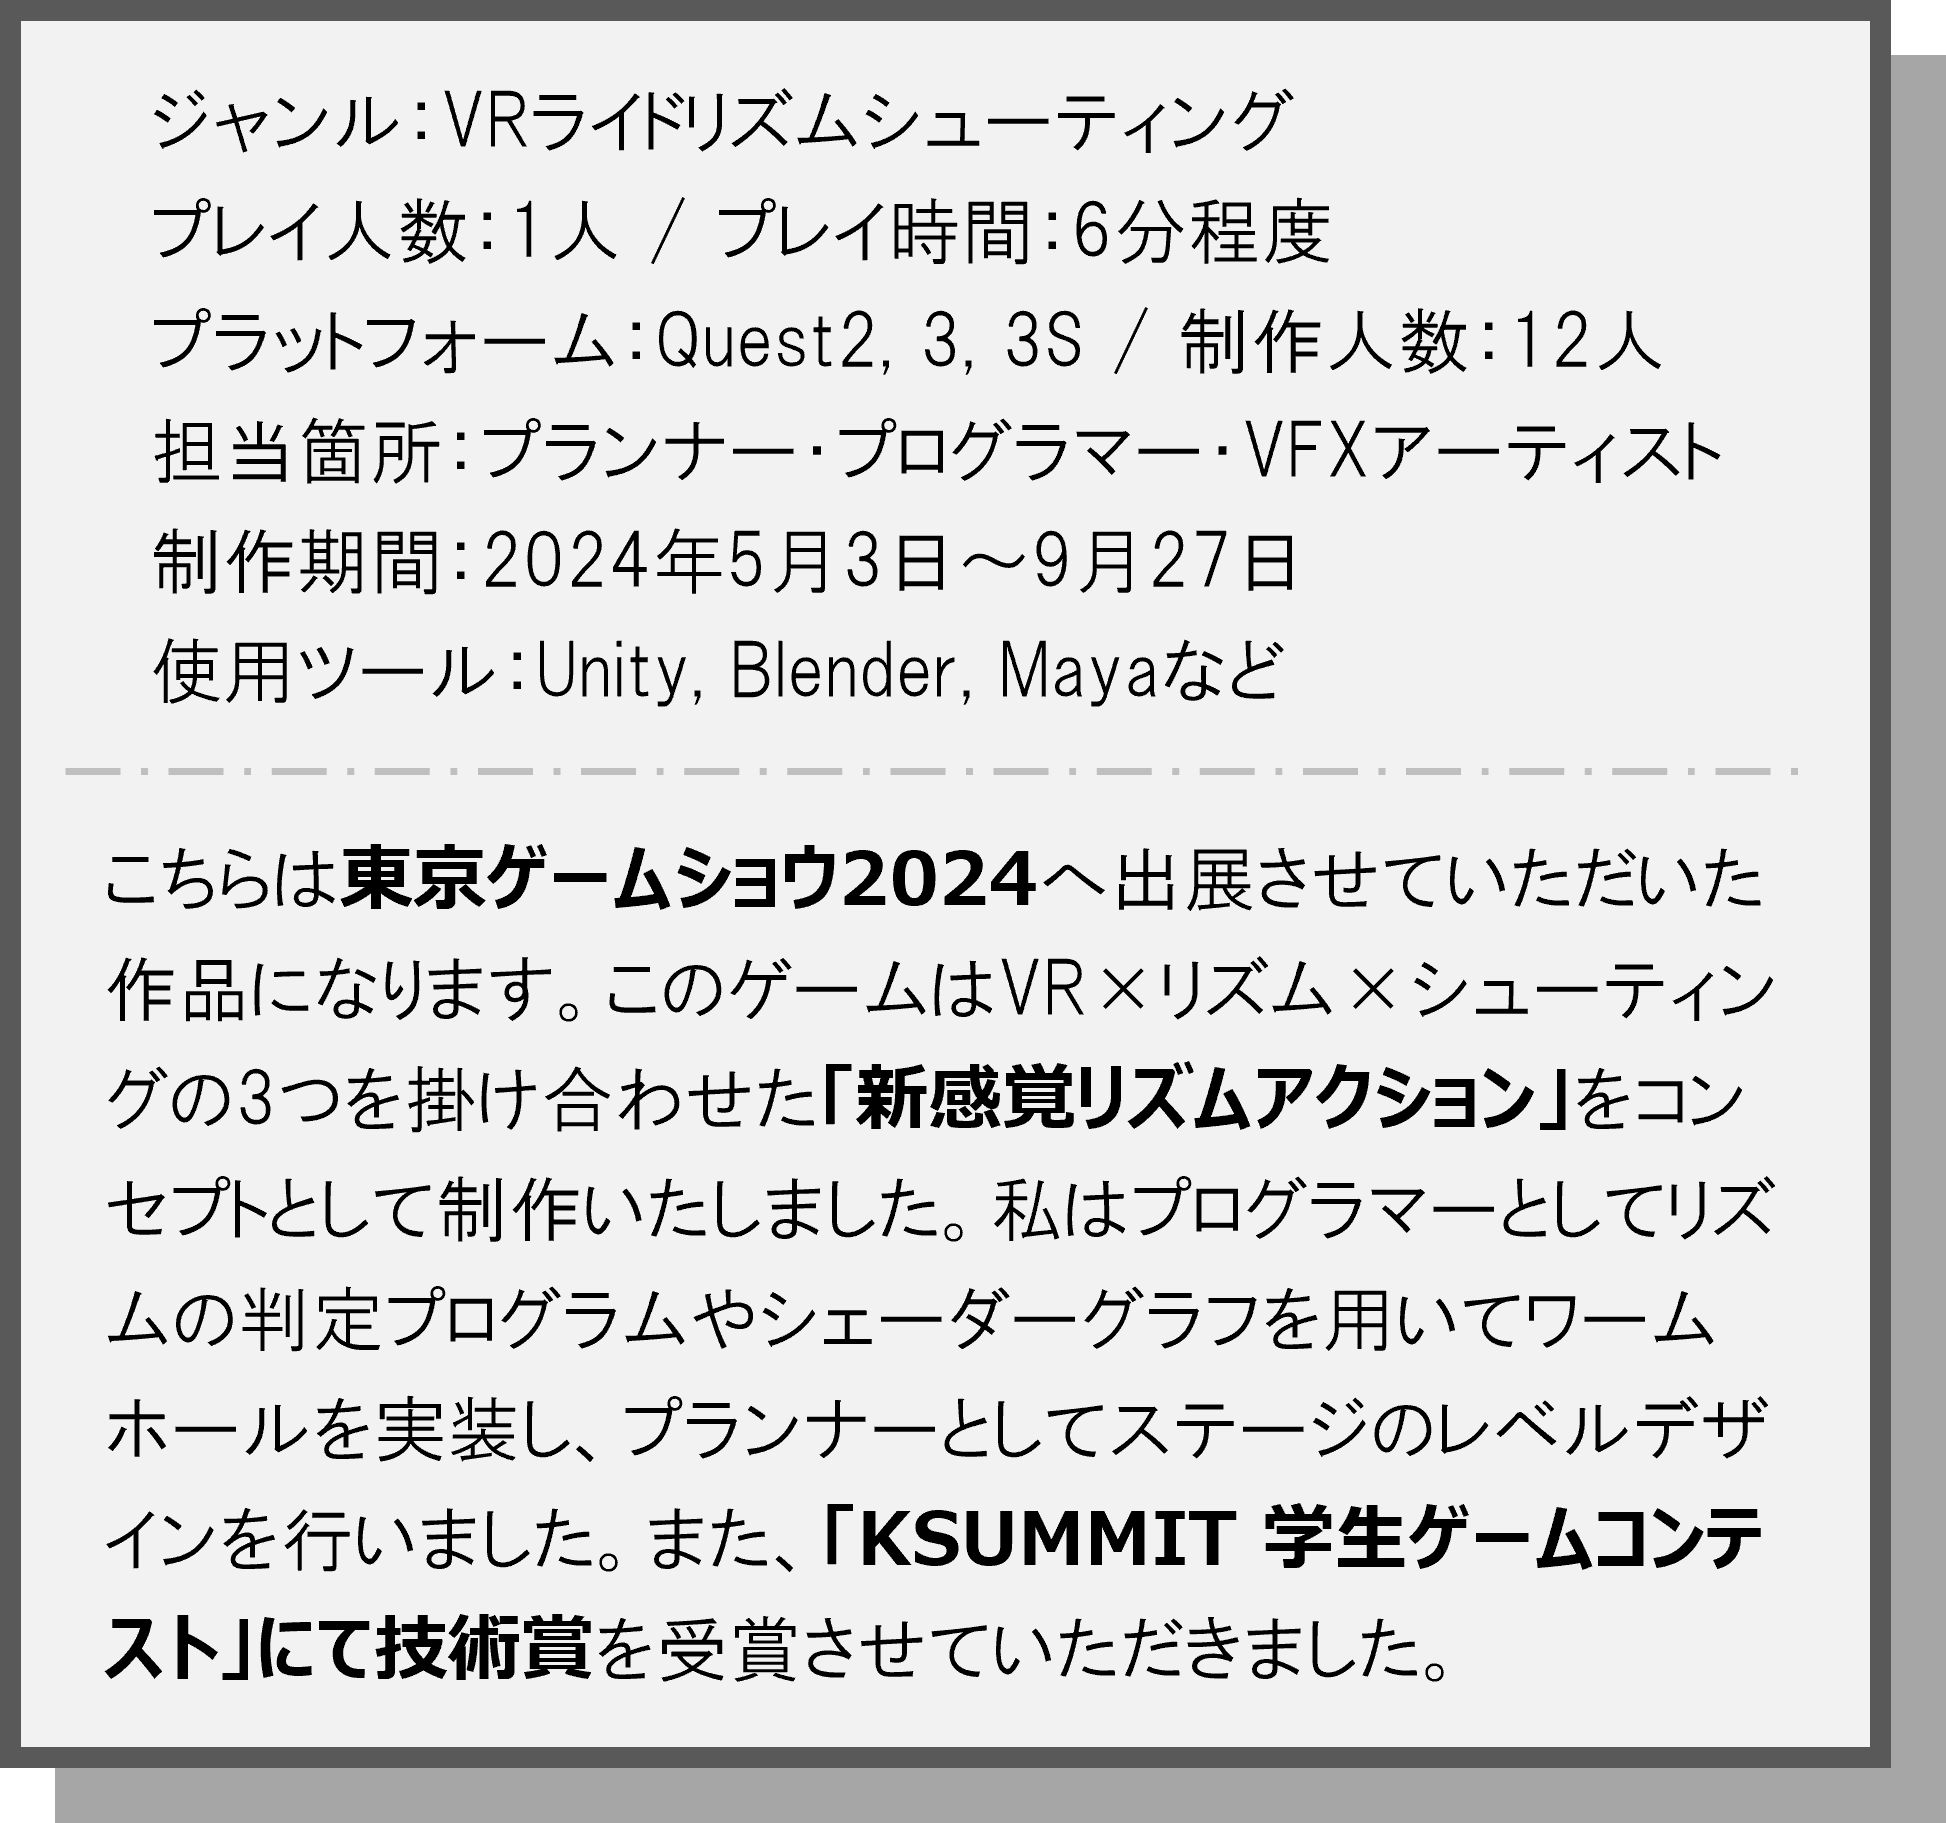 ジャンル：VRライドリズムシューティング
プレイ人数：1人 / プレイ時間：6分程度
プラットフォーム：Quest2, 3, 3S / 制作人数：12人
担当箇所：プランナー・プログラマー・VFXアーティスト
制作期間：2024年5月3日～9月27日
使用ツール：Unity, Blender, Mayaなど
こちらは東京ゲームショウ2024へ出展させていただいた
作品になります。このゲームはVR×リズム×シューティン
グの3つを掛け合わせた「新感覚リズムアクション」をコン
セプトとして制作いたしました。私はプログラマーとしてリズ
ムの判定プログラムやシェーダーグラフを用いてワーム
ホールを実装し、プランナーとしてステージのレベルデザ
インを行いました。また、「KSUMMIT 学生ゲームコンテ
スト」にて技術賞を受賞させていただきました。